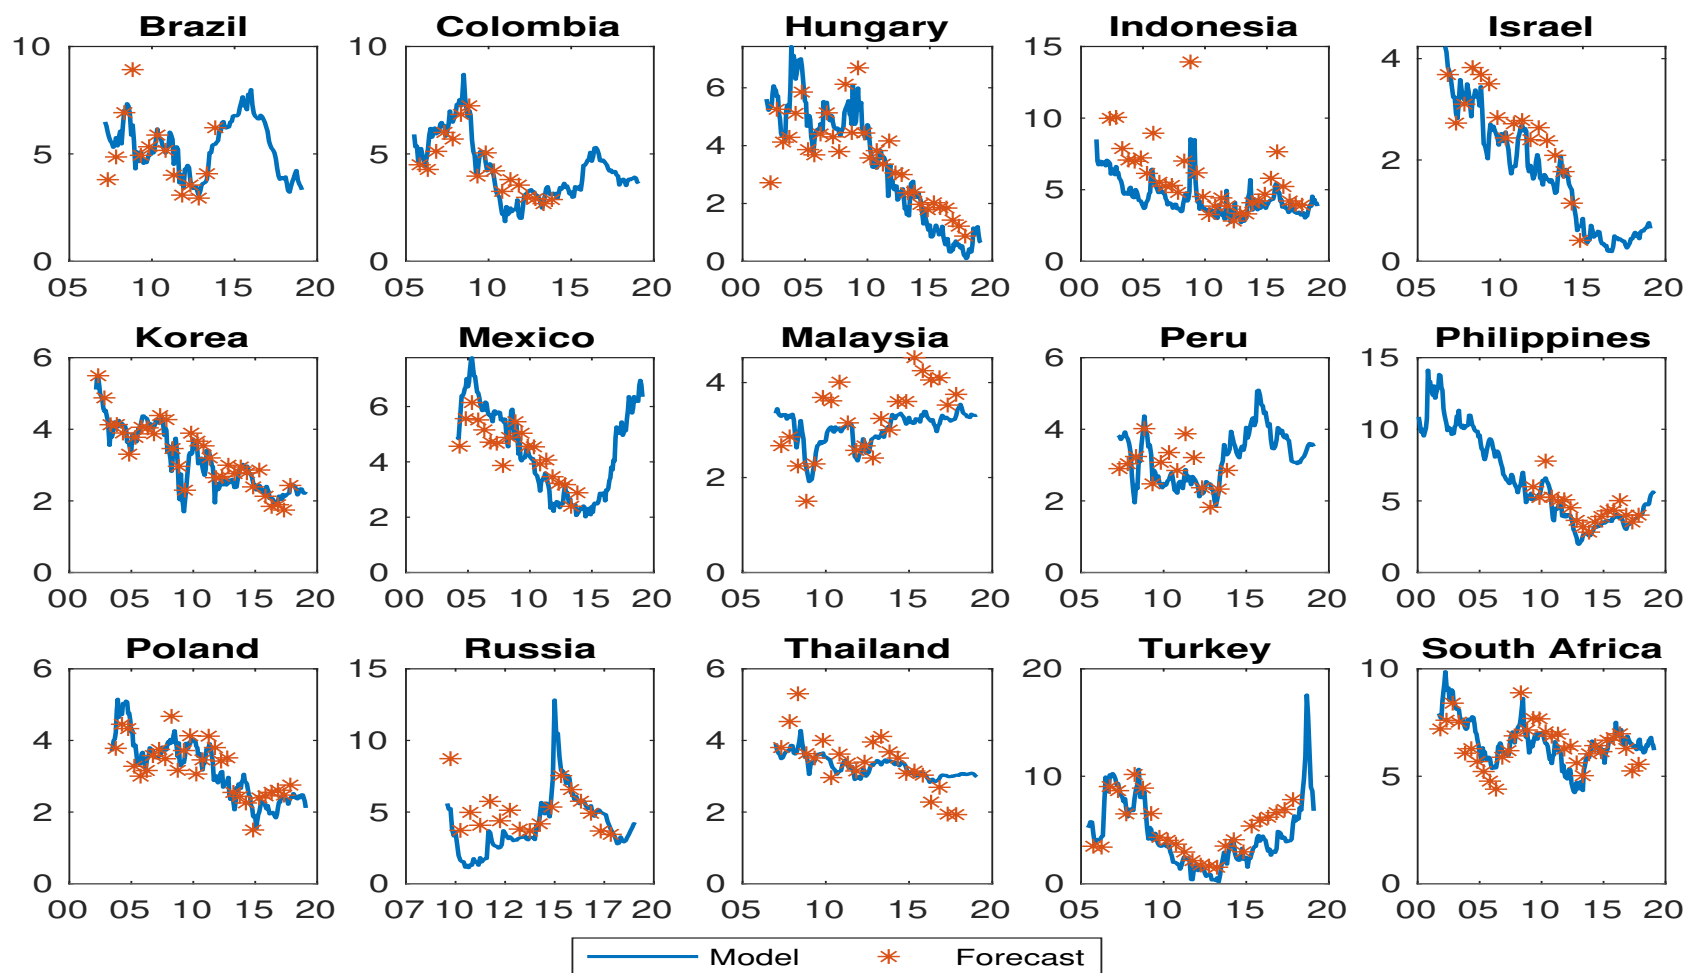 Brazil Colombia Hungary Indonesia Israel
10 10 6 15 4
5 5 4 10 2
0 0 2 5 0
0 0
05 10 15 20 05 10 15 20 00 05 10 15 20 00 05 10 15 20 05 10 15 20
Korea Mexico Malaysia Peru Philippines
6 6 4 6 15
4 4 2 4 10
2 2 0 2 5
0 0 0 0
00 05 10 15 20 00 05 10 15 20 05 10 15 20 05 10 15 20 00 05 10 15 20
Poland Russia Thailand Turkey South Africa
6 15 6 20 10
4 10 4 10 5
2 5 2 0 0
0 0 0
00 05 10 15 20 07 10 12 15 17 20 05 10 15 20 05 10 15 20 00 05 10 15 20
Model Forecast